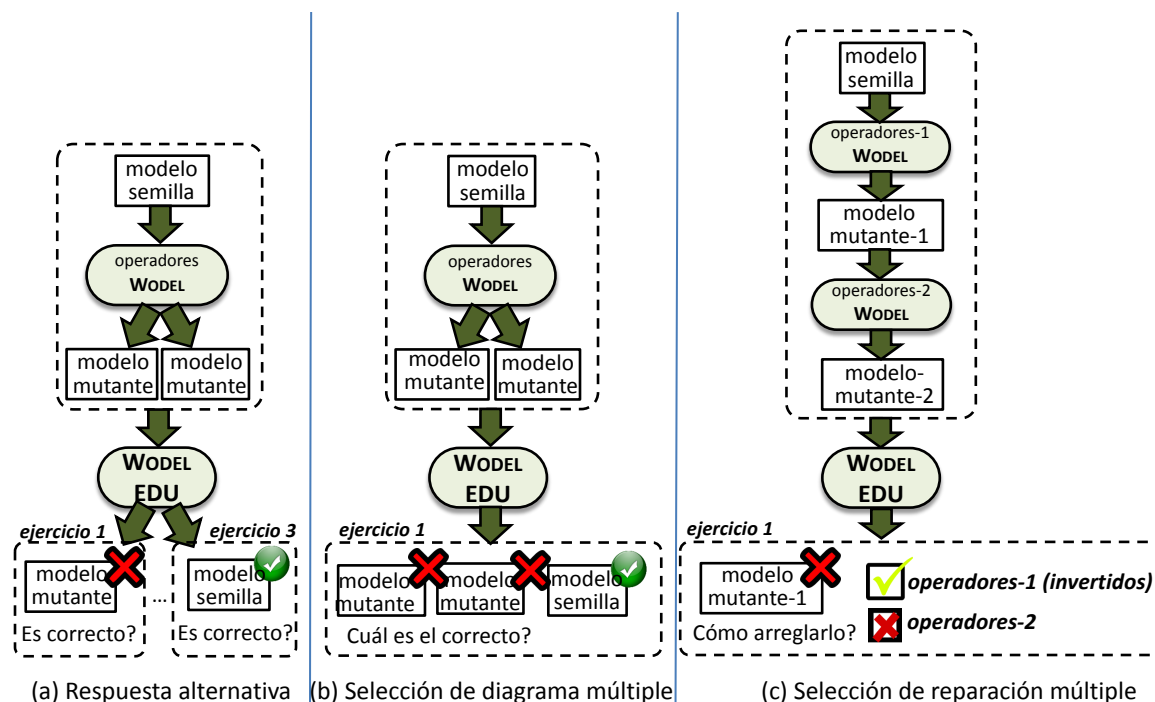 modelo
semilla
operadores
WODEL
modelo
mutante
modelo
mutante
WODEL
EDU
ejercicio 1
modelo
mutante
Es correcto?
...
ejercicio 3
modelo
semilla
Es correcto?
(a) Respuesta alternativa
modelo
semilla
operadores
WODEL
modelo
mutante
modelo
mutante
WODEL
EDU
ejercicio 1
modelo
mutante
modelo
mutante
modelo
semilla
Cuál es el correcto?
(b) Selección de diagrama múltiple
modelo
semilla
operadores-1
WODEL
modelo
mutante-1
operadores-2
WODEL
modelo-
mutante-2
WODEL
EDU
ejercicio 1
modelo
mutante-1
Cómo arreglarlo?
operadores-1 (invertidos)
operadores-2
(c) Selección de reparación múltiple